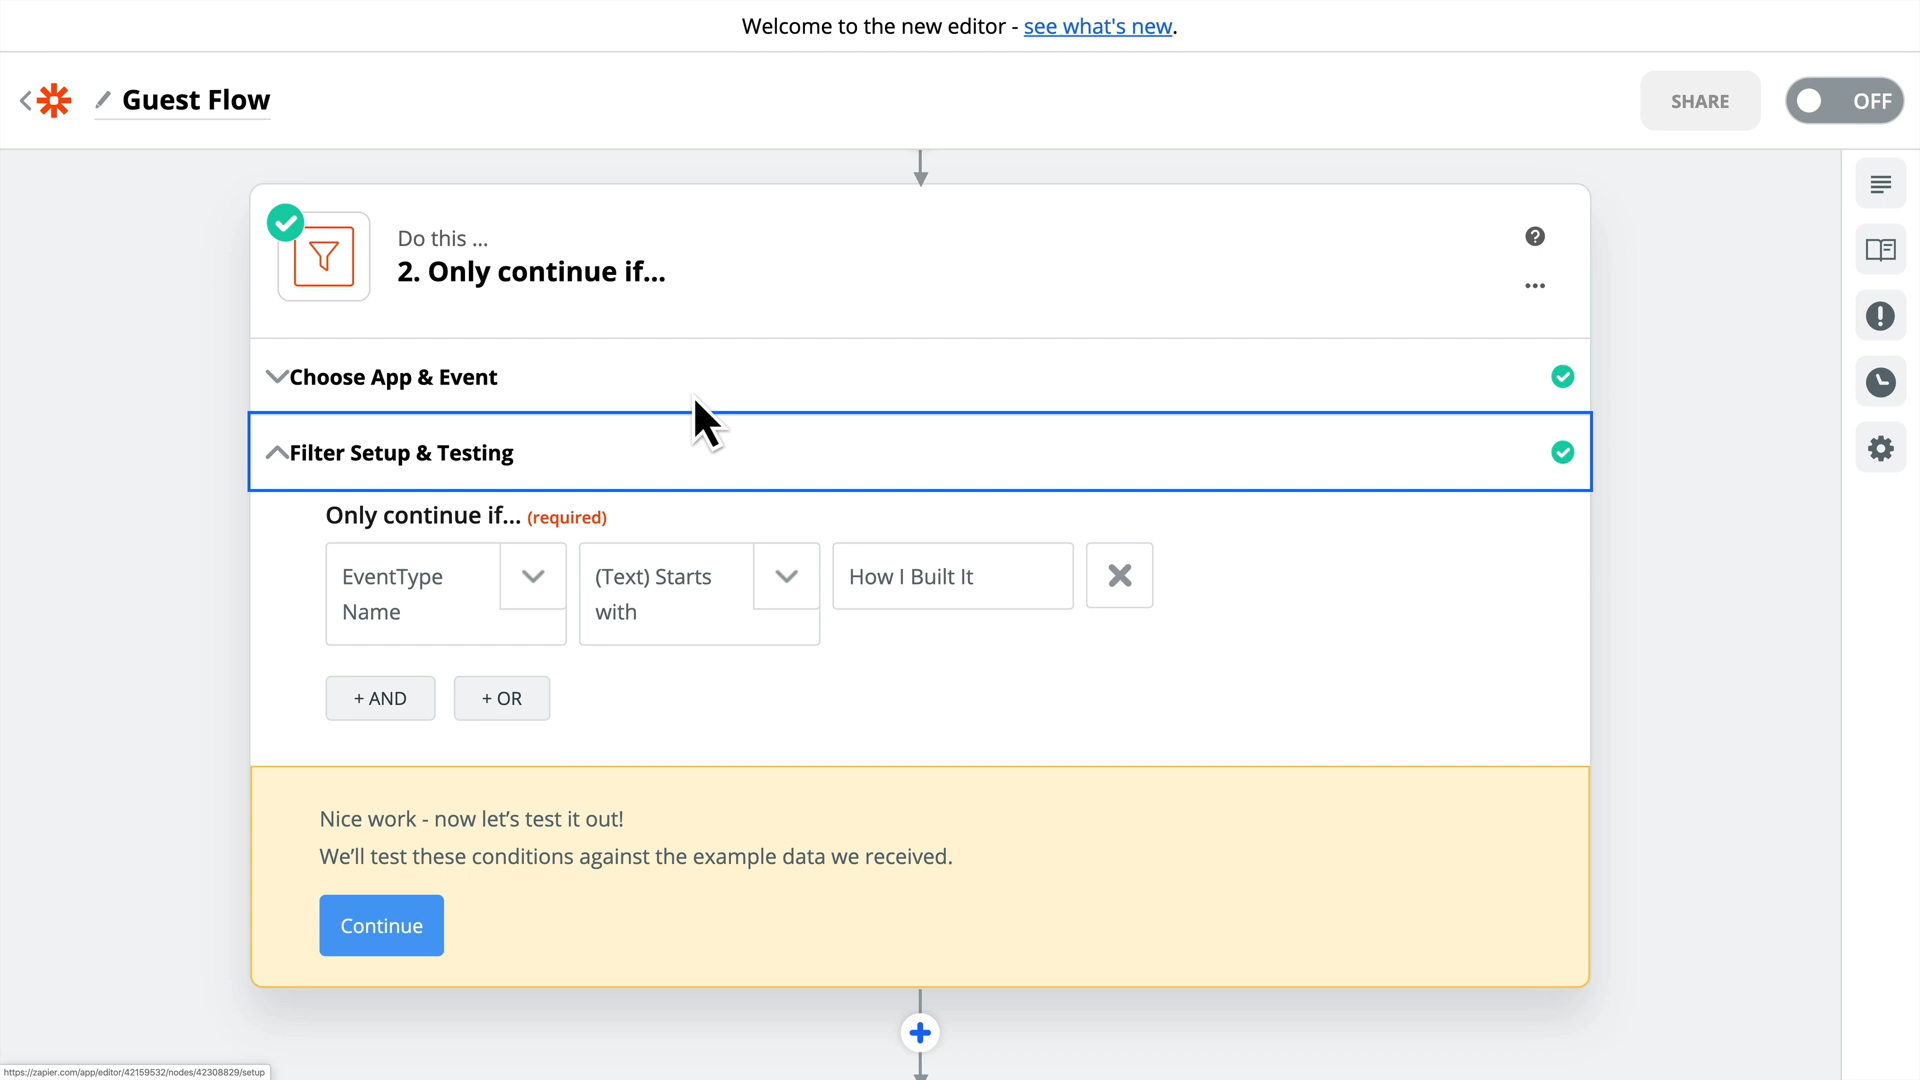 Welcome to the new editor - see what's new.
Guest Flow
SHARE
OFF
Do this ...
2. Only continue if...
Choose App & Event
Filter Setup & Testing
Only continue if... (required)
EventType
Name
(Text) Starts
with
How I Built It
+ AND
+ OR
Nice work - now let’s test it out!
We’ll test these conditions against the example data we received.
Continue
https://zapier.com/app/editor/42159532/nodes/42308829/setup